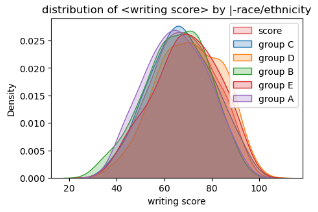 distribution of <writing score> by |-race/ethnicity
score
group C
group D
group B
group E
group A
Density
0.025
0.020
0.015
0.010
0.005
0.000
20 40 60 80 100
writing score